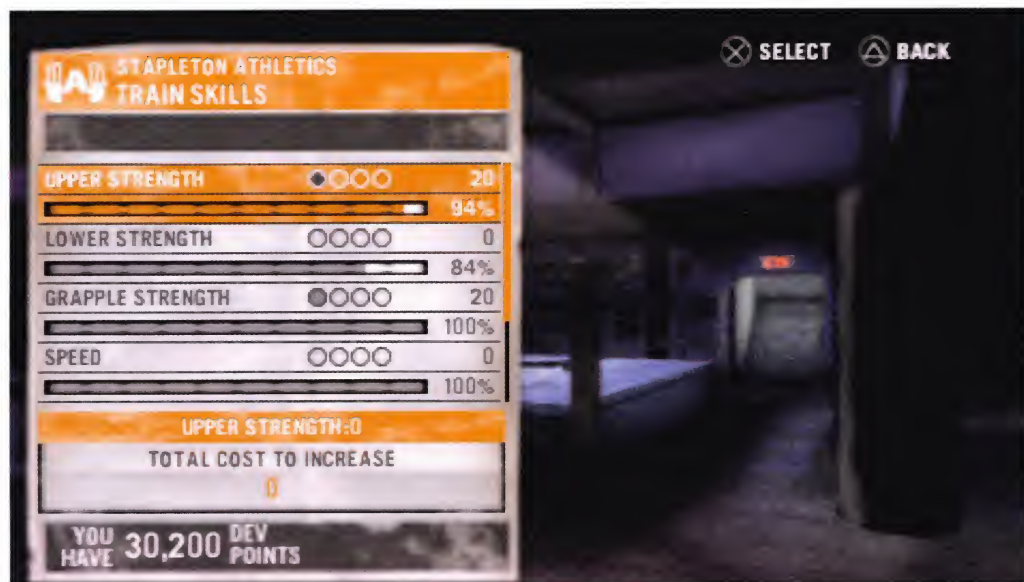 STAPLETON ATHLETICS
TRAIN SKILLS
SELECT BACK
UPPER STRENGTH 20
94%
LOWER STRENGTH 0
84%
GRAPPLE STRENGTH 20
100%
SPEED 0
100%
UPPER STRENGTH:0
TOTAL COST TO INCREASE
0
YOU HAVE 30,200 DEV POINTS